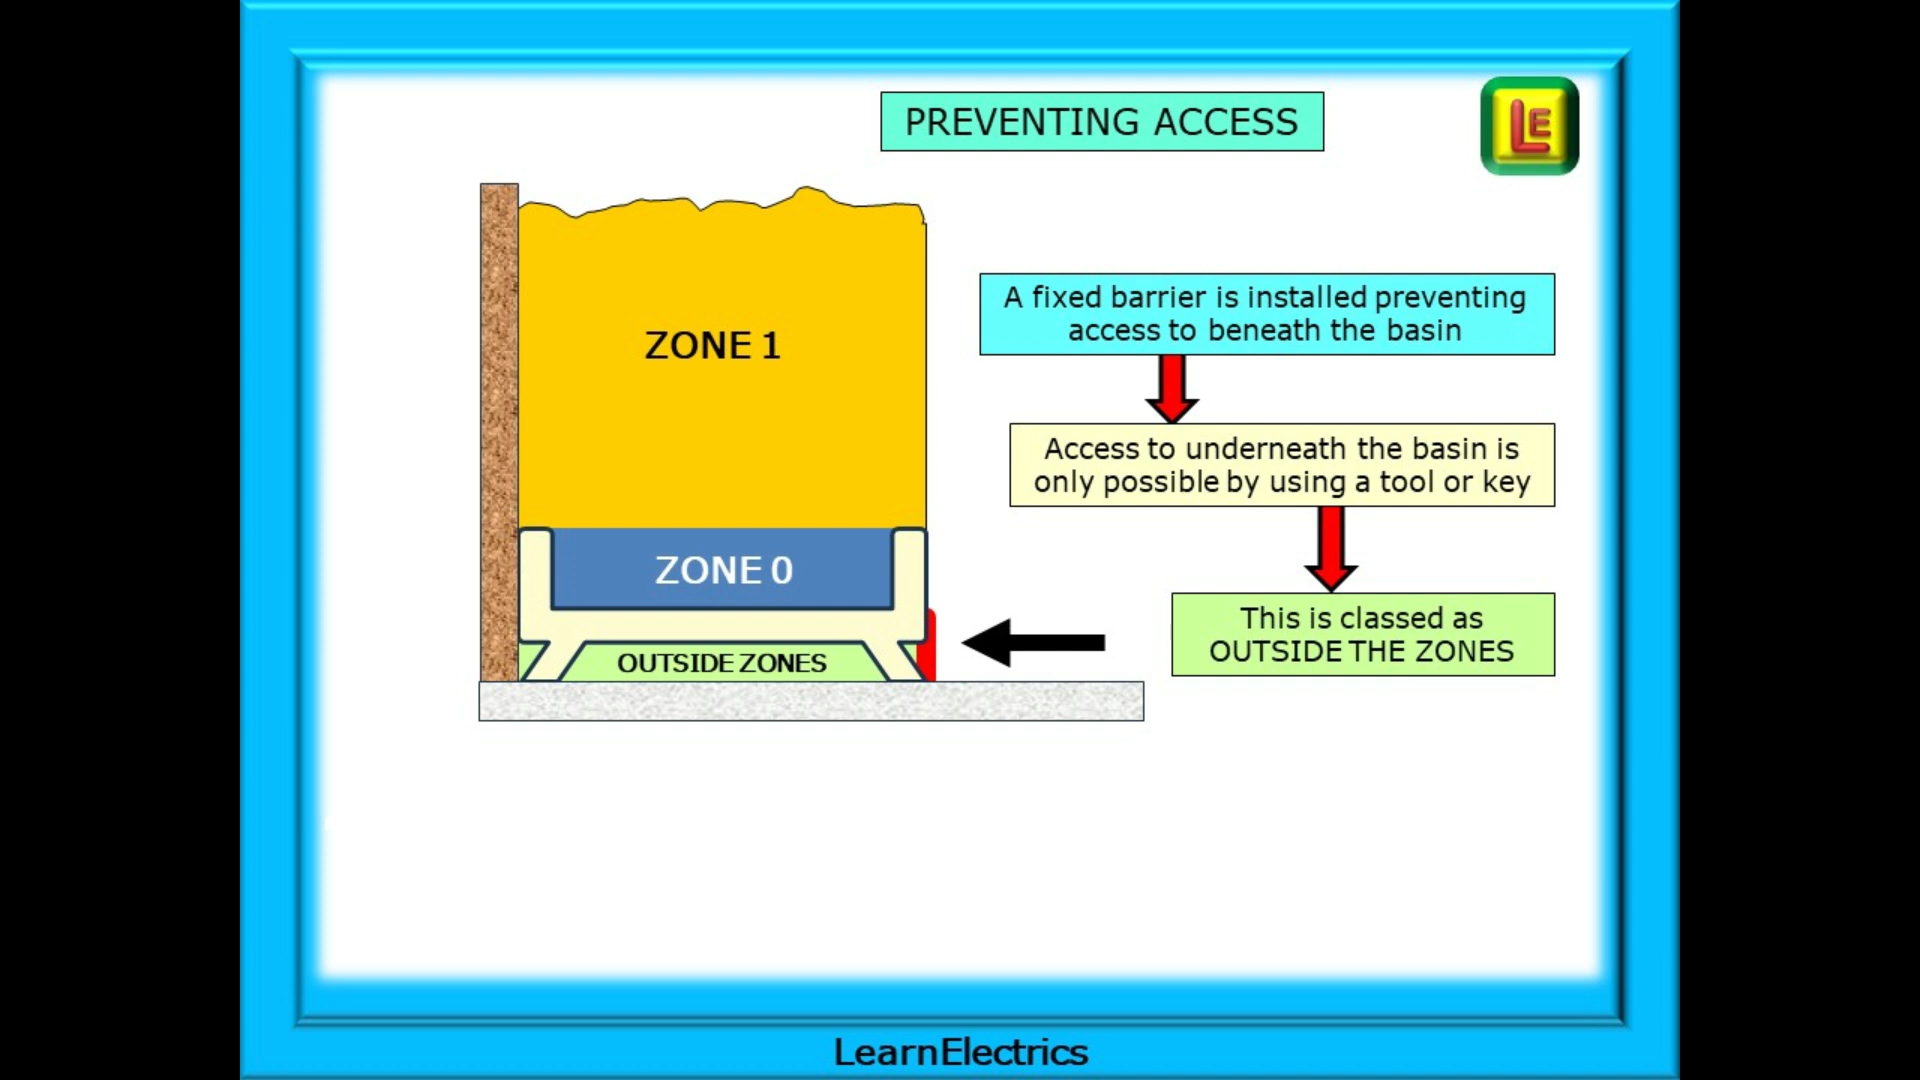 PREVENTING ACCESS
LE
ZONE 1
A fixed barrier is installed preventing
access to beneath the basin
Access to underneath the basin is
only possible by using a tool or key
ZONE 0
This is classed as
OUTSIDE THE ZONES
OUTSIDE ZONES
LearnElectrics